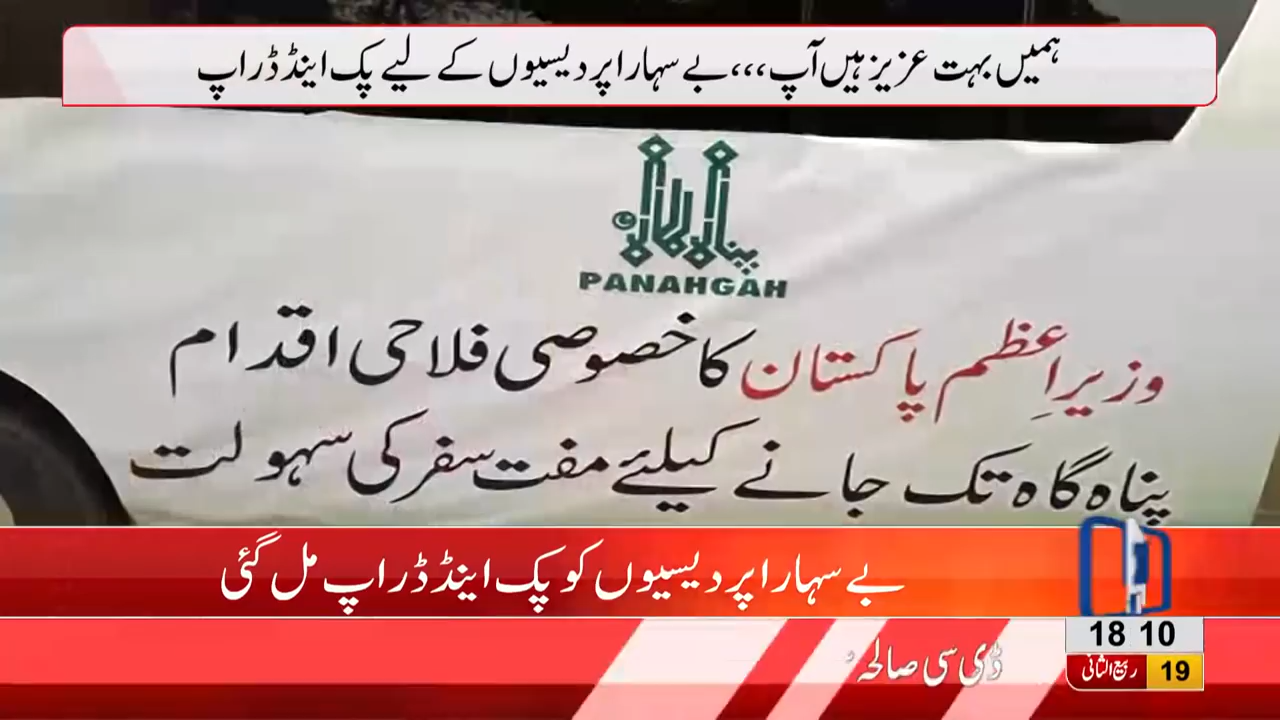 ہمیں بہت عزیز ہیں آپ،،،بے سہارا پردیسیوں کے لیے پک اینڈ ڈراپ
پناہ گاہ
PANAHGAH
وزیرِاعظم پاکستان کا خصوصی فلاحی اقدام
پناہ گاہ تک جانے کیلئے مفت سفر کی سہولت
بے سہارا پردیسیوں کو پک اینڈ ڈراپ مل گئی
18 10
ڈی سی صالحہ
19 ربیع الثانی